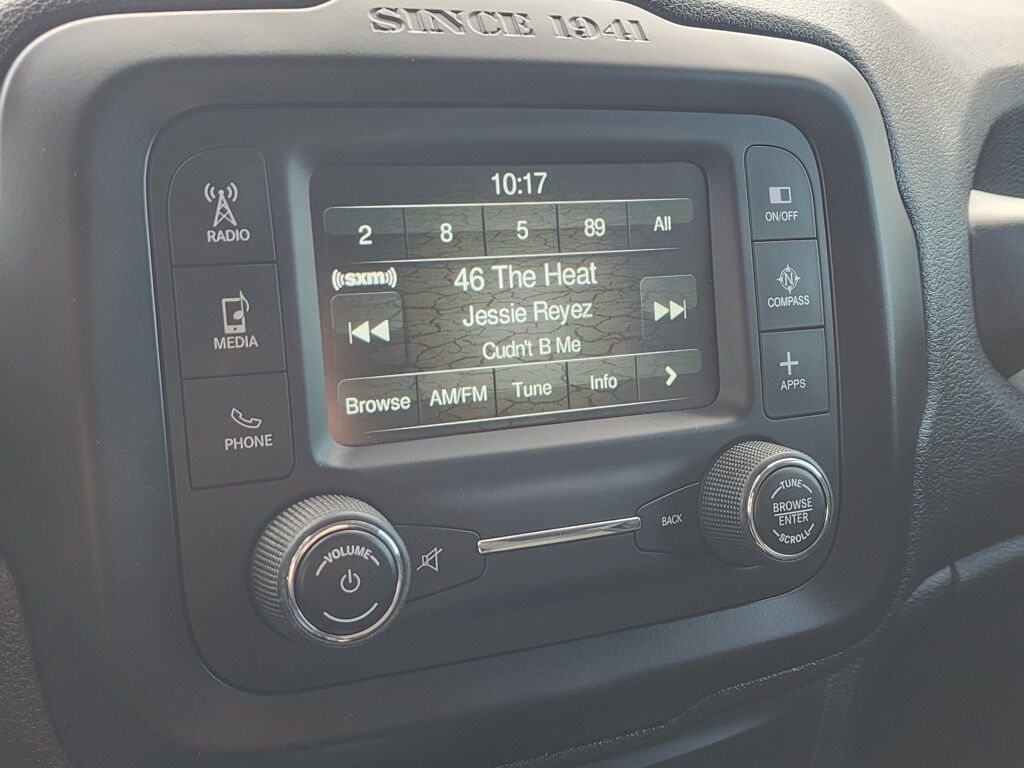 SINCE 1941
10:17
2 8 5 89 All
((sxm))
46 The Heat
Jessie Reyez
Cudn't B Me
Browse AM/FM Tune Info
RADIO
MEDIA
PHONE
ON/OFF
N
COMPASS
APPS
VOLUME
BACK
TUNE
BROWSE
ENTER
SCROLL